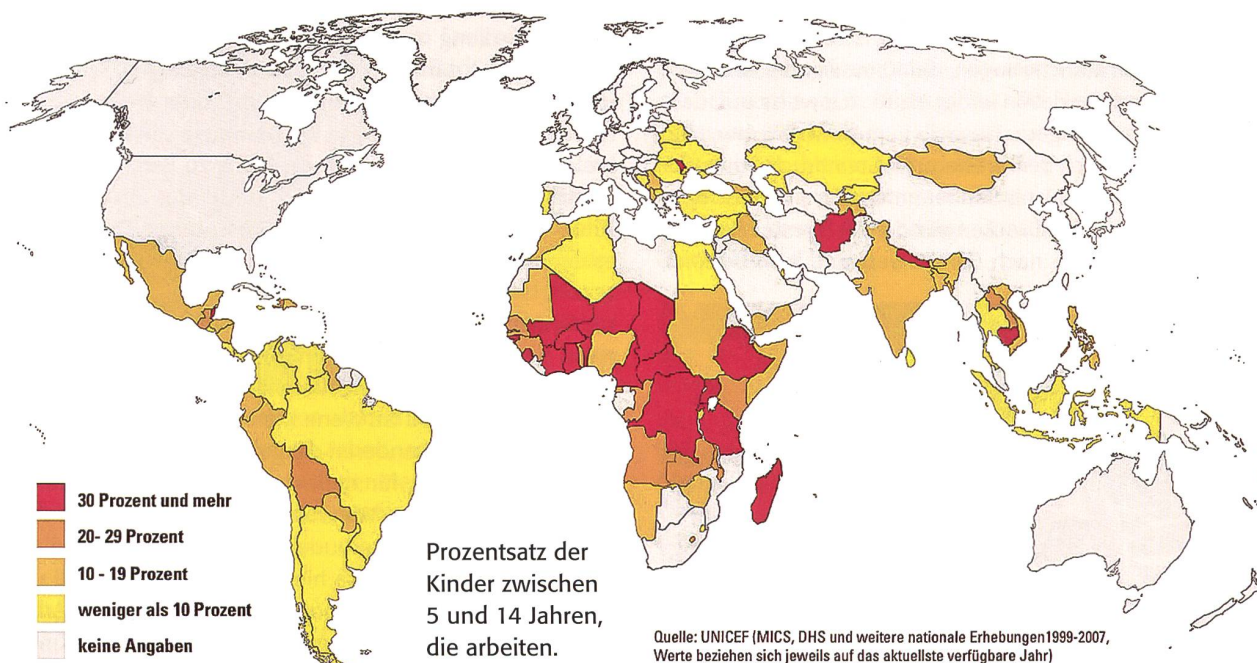 30 Prozent und mehr
20- 29 Prozent
10 - 19 Prozent
weniger als 10 Prozent
keine Angaben
Prozentsatz der
Kinder zwischen
5 und 14 Jahren,
die arbeiten.
Quelle: UNICEF (MICS, DHS und weitere nationale Erhebungen1999-2007,
Werte beziehen sich jeweils auf das aktuellste verfügbare Jahr)